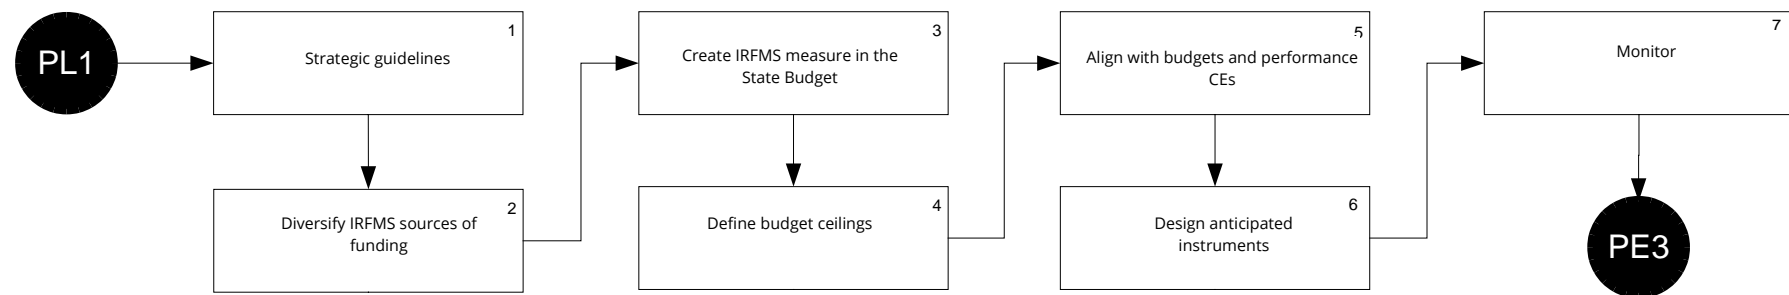 PL1
1
Strategic guidelines
2
Diversify IRFMS sources of
funding
3
Create IRFMS measure in the
State Budget
4
Define budget ceilings
5
Align with budgets and performance
CEs
6
Design anticipated
instruments
7
Monitor
PE3